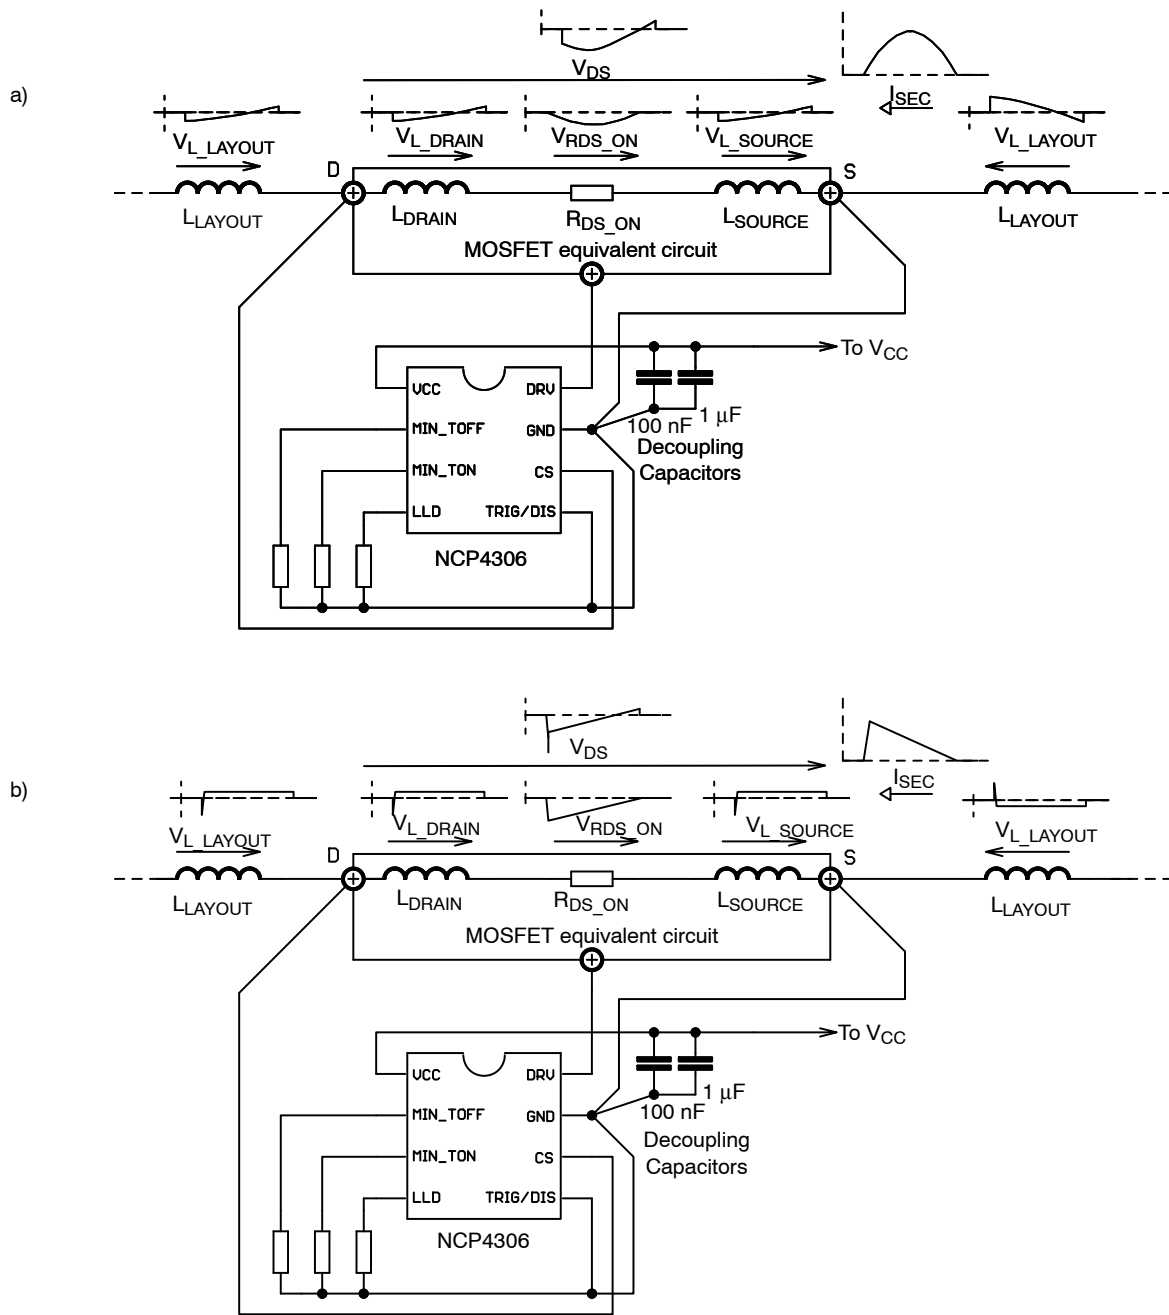 a)
V_DS
I_SEC
V_L_LAYOUT
V_L_DRAIN
V_RDS_ON
V_L_SOURCE
V_L_LAYOUT
D
S
L_LAYOUT
L_DRAIN
R_DS_ON
L_SOURCE
L_LAYOUT
MOSFET equivalent circuit
To V_CC
VCC
DRV
MIN_TOFF
GND
100 nF
1 μF
Decoupling
Capacitors
MIN_TON
CS
LLD
TRIG/DIS
NCP4306
b)
V_DS
I_SEC
V_L_LAYOUT
V_L_DRAIN
V_RDS_ON
V_L_SOURCE
V_L_LAYOUT
D
S
L_LAYOUT
L_DRAIN
R_DS_ON
L_SOURCE
L_LAYOUT
MOSFET equivalent circuit
To V_CC
VCC
DRV
MIN_TOFF
GND
100 nF
1 μF
Decoupling
Capacitors
MIN_TON
CS
LLD
TRIG/DIS
NCP4306